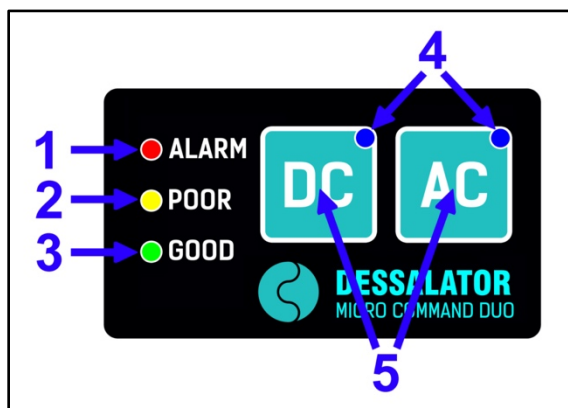 4
1 ALARM
2 POOR
3 GOOD
DC AC
DESSALATOR
MICRO COMMAND DUO
5